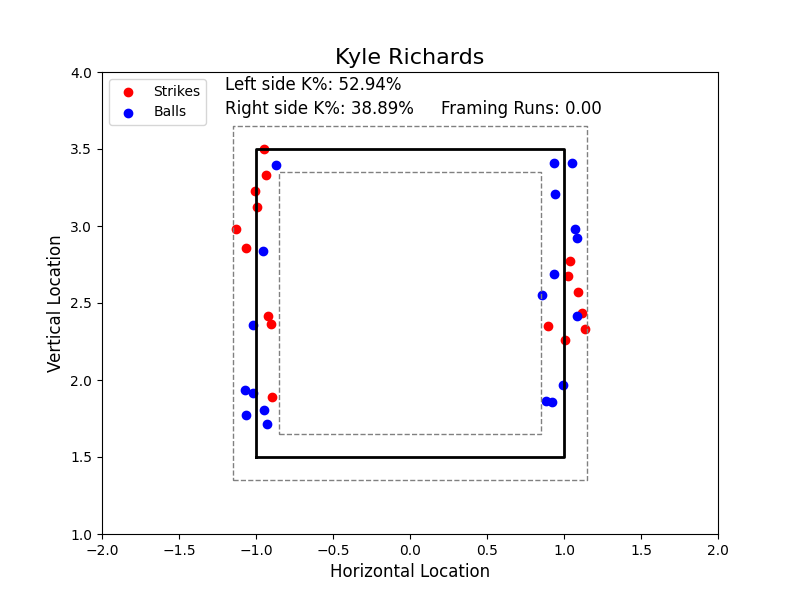 Kyle Richards
Strikes
Balls
Left side K%: 52.94%
Right side K%: 38.89%
Framing Runs: 0.00
4.0
3.5
3.0
2.5
2.0
1.5
1.0
Vertical Location
−2.0 −1.5 −1.0 −0.5 0.0 0.5 1.0 1.5 2.0
Horizontal Location